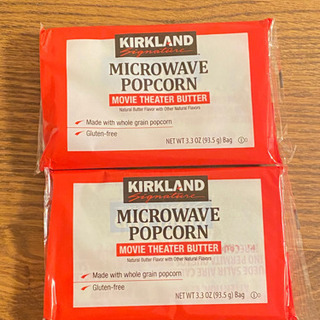 KIRKLAND
Signature
MICROWAVE
POPCORN
MOVIE THEATER BUTTER
Natural Butter Flavor with Other Natural Flavors
Made with whole grain popcorn
Gluten-free
NET WT 3.3 OZ (93.5 g) Bag
KIRKLAND
Signature
MICROWAVE
POPCORN
MOVIE THEATER BUTTER
Natural Butter Flavor with Other Natural Flavors
Made with whole grain popcorn
Gluten-free
NET WT 3.3 OZ (93.5 g) Bag